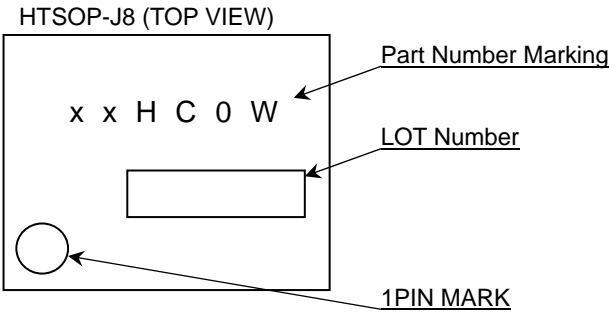 HTSOP-J8 (TOP VIEW)
Part Number Marking
x x H C 0 W
LOT Number
1PIN MARK